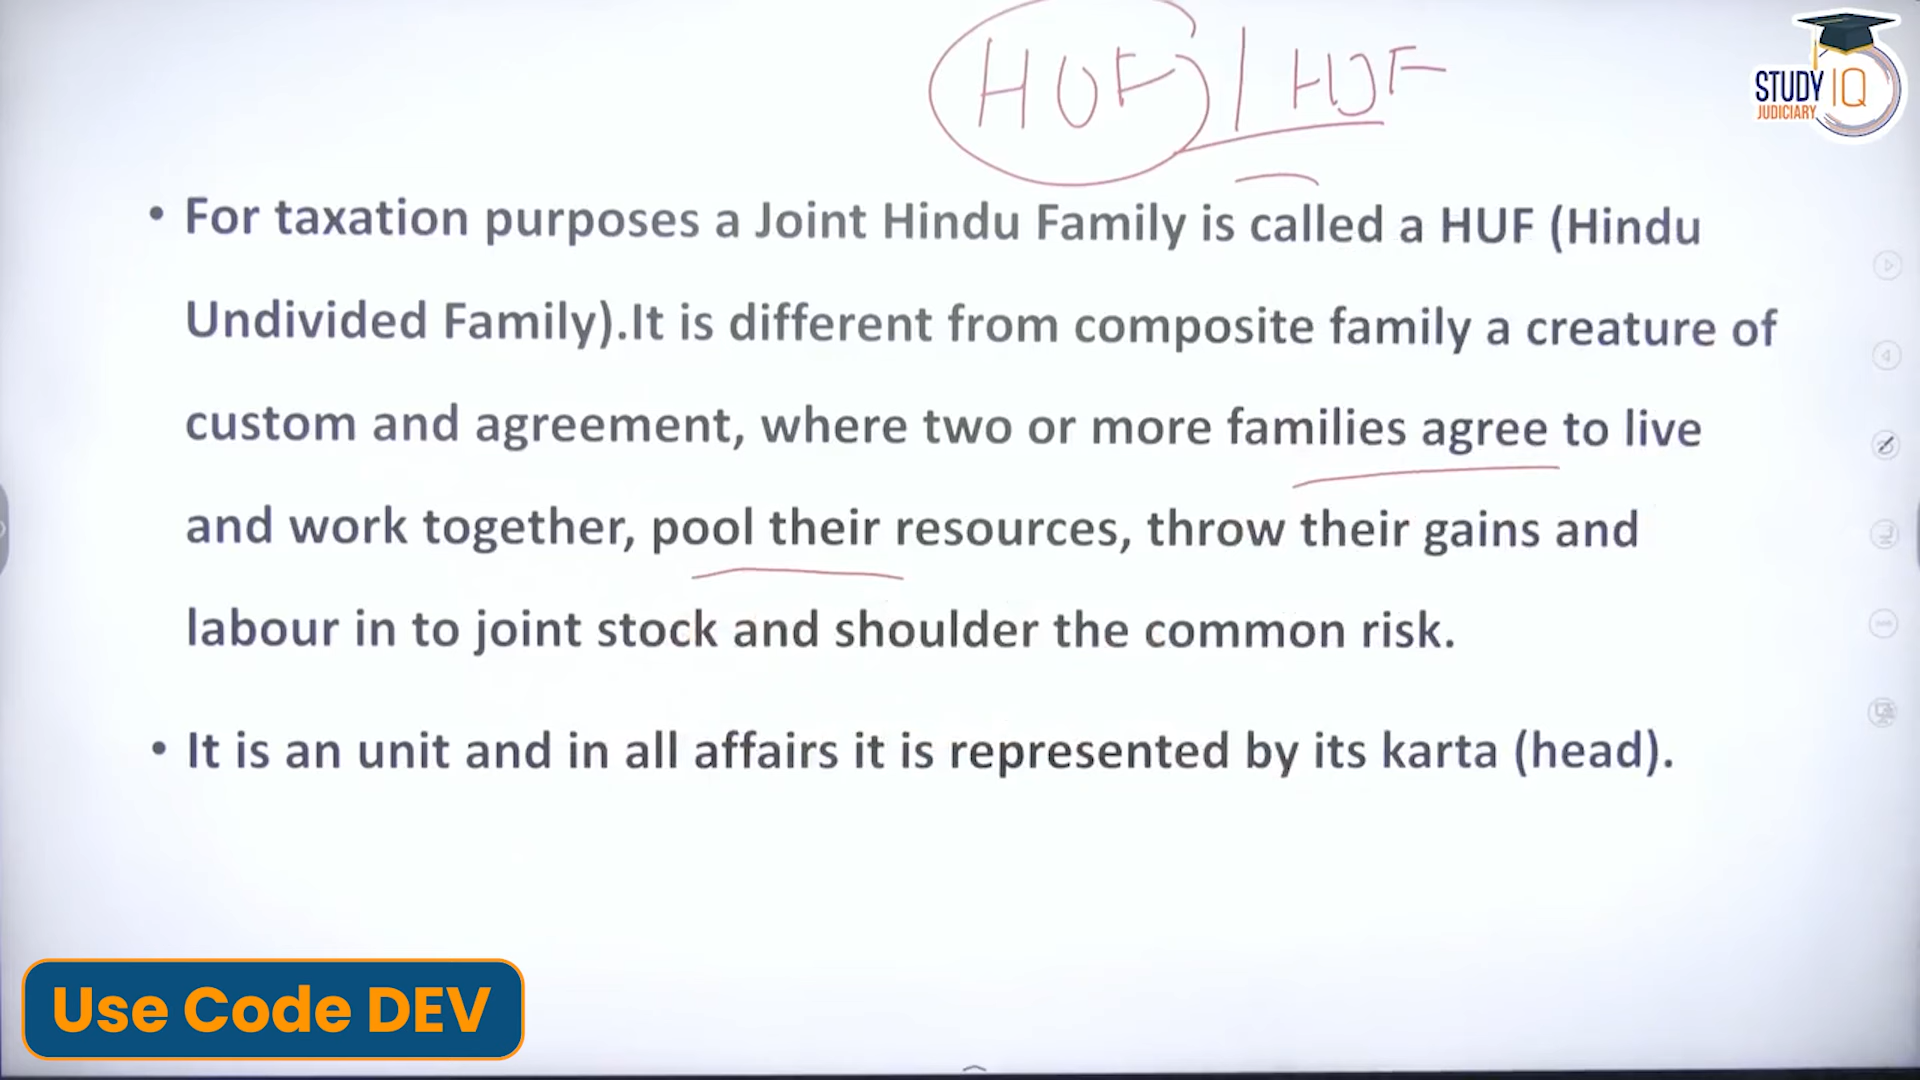 HUF / HUF
STUDY IQ
JUDICIARY
• For taxation purposes a Joint Hindu Family is called a HUF (Hindu
Undivided Family).It is different from composite family a creature of
custom and agreement, where two or more families agree to live
and work together, pool their resources, throw their gains and
labour in to joint stock and shoulder the common risk.
• It is an unit and in all affairs it is represented by its karta (head).
Use Code DEV